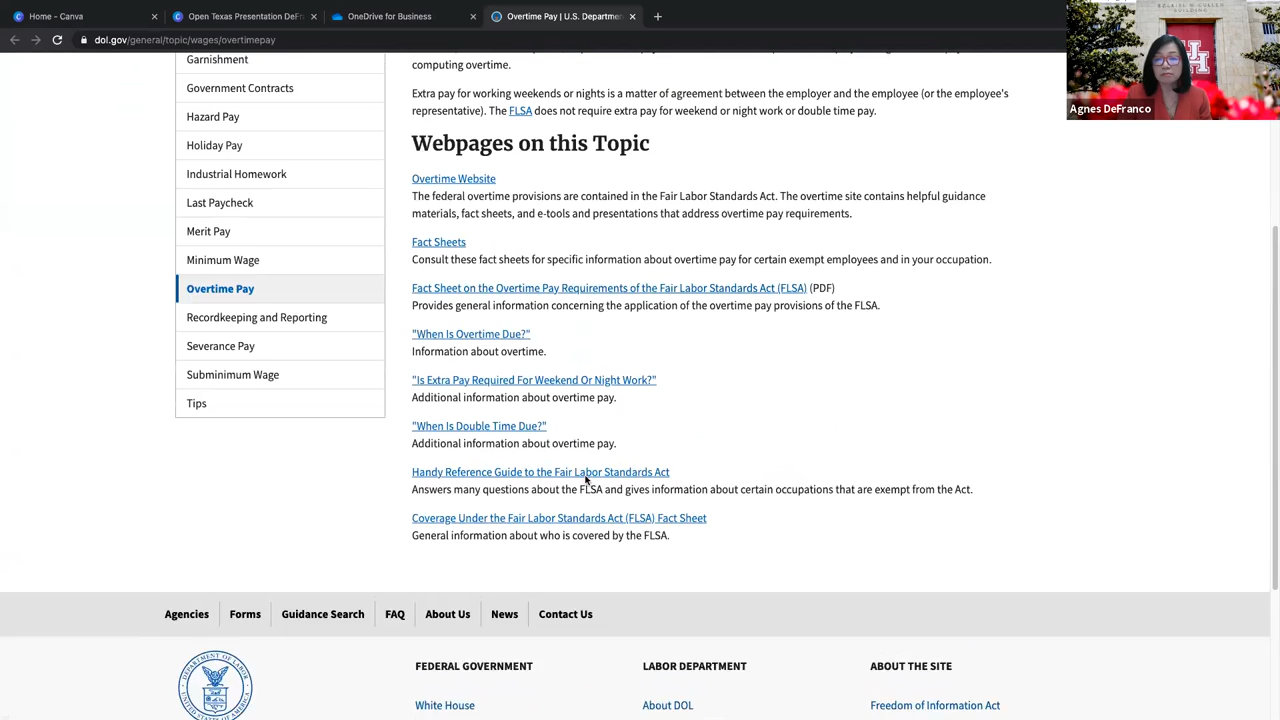 Home - Canva
Open Texas Presentation DeFr
OneDrive for Business
Overtime Pay | U.S. Departmen
dol.gov/general/topic/wages/overtimepay
EZEKIEL W CULLEN
BUILDING
Agnes DeFranco
Garnishment
Government Contracts
Hazard Pay
Holiday Pay
Industrial Homework
Last Paycheck
Merit Pay
Minimum Wage
Overtime Pay
Recordkeeping and Reporting
Severance Pay
Subminimum Wage
Tips
computing overtime.
Extra pay for working weekends or nights is a matter of agreement between the employer and the employee (or the employee's
representative). The FLSA does not require extra pay for weekend or night work or double time pay.
Webpages on this Topic
Overtime Website
The federal overtime provisions are contained in the Fair Labor Standards Act. The overtime site contains helpful guidance
materials, fact sheets, and e-tools and presentations that address overtime pay requirements.
Fact Sheets
Consult these fact sheets for specific information about overtime pay for certain exempt employees and in your occupation.
Fact Sheet on the Overtime Pay Requirements of the Fair Labor Standards Act (FLSA) (PDF)
Provides general information concerning the application of the overtime pay provisions of the FLSA.
"When Is Overtime Due?"
Information about overtime.
"Is Extra Pay Required For Weekend Or Night Work?"
Additional information about overtime pay.
"When Is Double Time Due?"
Additional information about overtime pay.
Handy Reference Guide to the Fair Labor Standards Act
Answers many questions about the FLSA and gives information about certain occupations that are exempt from the Act.
Coverage Under the Fair Labor Standards Act (FLSA) Fact Sheet
General information about who is covered by the FLSA.
Agencies
Forms
Guidance Search
FAQ
About Us
News
Contact Us
DEPARTMENT OF LABOR
FEDERAL GOVERNMENT
White House
LABOR DEPARTMENT
About DOL
ABOUT THE SITE
Freedom of Information Act